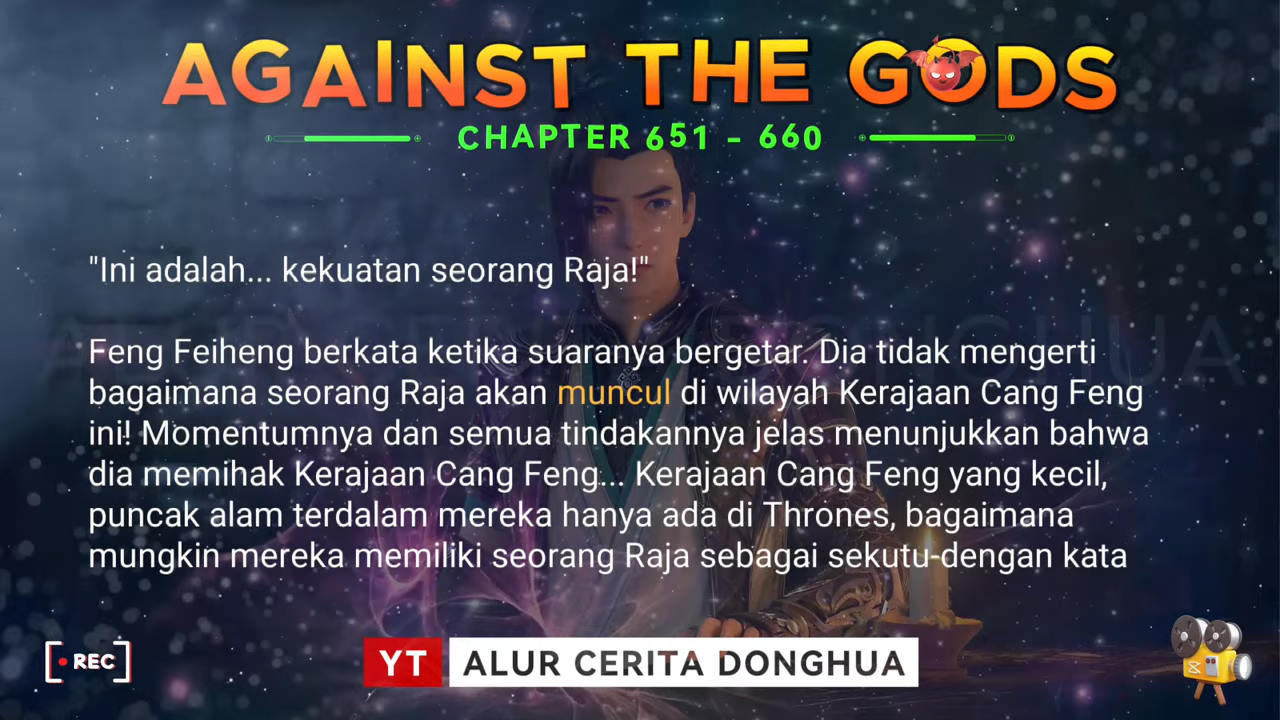 AGAINST THE GODS
CHAPTER 651 - 660
"Ini adalah... kekuatan seorang Raja!"
Feng Feiheng berkata ketika suaranya bergetar. Dia tidak mengerti
bagaimana seorang Raja akan muncul di wilayah Kerajaan Cang Feng
ini! Momentumnya dan semua tindakannya jelas menunjukkan bahwa
dia memihak Kerajaan Cang Feng... Kerajaan Cang Feng yang kecil,
puncak alam terdalam mereka hanya ada di Thrones, bagaimana
mungkin mereka memiliki seorang Raja sebagai sekutu-dengan kata
ALUR CERITA DONGHUA
REC
YT ALUR CERITA DONGHUA